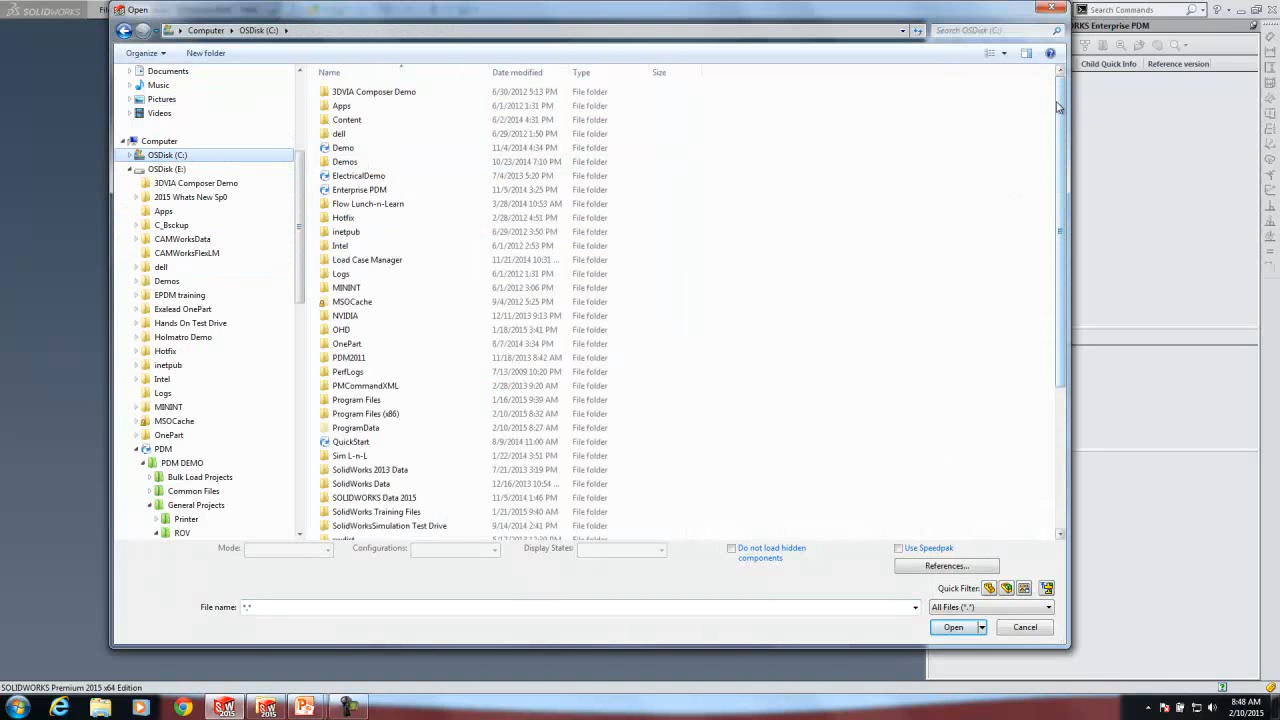 SOLIDWORKS
Open
Search Commands
Computer
OSDisk (C:)
Search OSDisk (C:)
RKS Enterprise PDM
Organize
New folder
Child Quick Info
Reference version
Name
Date modified
Type
Size
Documents
Music
Pictures
Videos
Computer
OSDisk (C:)
OSDisk (E:)
3DVIA Composer Demo
2015 Whats New Sp0
Apps
C_Bsckup
CAMWorksData
CAMWorksFlexLM
dell
Demos
EPDM training
Exalead OnePart
Hands On Test Drive
Holmatro Demo
Hotfix
inetpub
Intel
Logs
MININT
MSOCache
OnePart
PDM
PDM DEMO
Bulk Load Projects
Common Files
General Projects
Printer
ROV
3DVIA Composer Demo 6/30/2012 5:13 PM File folder
Apps 6/1/2012 1:31 PM File folder
Content 6/2/2014 4:31 PM File folder
dell 6/29/2012 1:50 PM File folder
Demo 11/4/2014 4:34 PM File folder
Demos 10/23/2014 7:10 PM File folder
ElectricalDemo 7/4/2013 5:20 PM File folder
Enterprise PDM 11/5/2014 3:25 PM File folder
Flow Lunch-n-Learn 3/28/2014 10:53 AM File folder
Hotfix 2/28/2012 4:51 PM File folder
inetpub 6/29/2012 3:50 PM File folder
Intel 6/1/2012 2:53 PM File folder
Load Case Manager 11/21/2014 10:31 ... File folder
Logs 6/1/2012 1:31 PM File folder
MININT 6/1/2012 3:06 PM File folder
MSOCache 9/4/2012 5:25 PM File folder
NVIDIA 12/11/2013 9:13 PM File folder
OHD 1/18/2015 3:41 PM File folder
OnePart 8/7/2014 3:34 PM File folder
PDM2011 11/18/2013 8:42 AM File folder
PerfLogs 7/13/2009 10:20 PM File folder
PMCommandXML 2/28/2013 9:20 AM File folder
Program Files 1/16/2015 9:39 AM File folder
Program Files (x86) 2/10/2015 8:32 AM File folder
ProgramData 2/10/2015 8:27 AM File folder
QuickStart 8/9/2014 11:00 AM File folder
Sim L-n-L 1/22/2014 3:51 PM File folder
SolidWorks 2013 Data 7/21/2013 3:19 PM File folder
SolidWorks Data 12/16/2013 10:54 ... File folder
SOLIDWORKS Data 2015 11/5/2014 1:46 PM File folder
SolidWorks Training Files 1/21/2015 9:40 AM File folder
SolidWorksSimulation Test Drive 9/14/2014 2:41 PM File folder
Mode:
Configurations:
Display States:
Do not load hidden
components
Use Speedpak
References...
Quick Filter:
File name: *.*
All Files (*.*)
Open
Cancel
SOLIDWORKS Premium 2015 x64 Edition
8:48 AM
2/10/2015